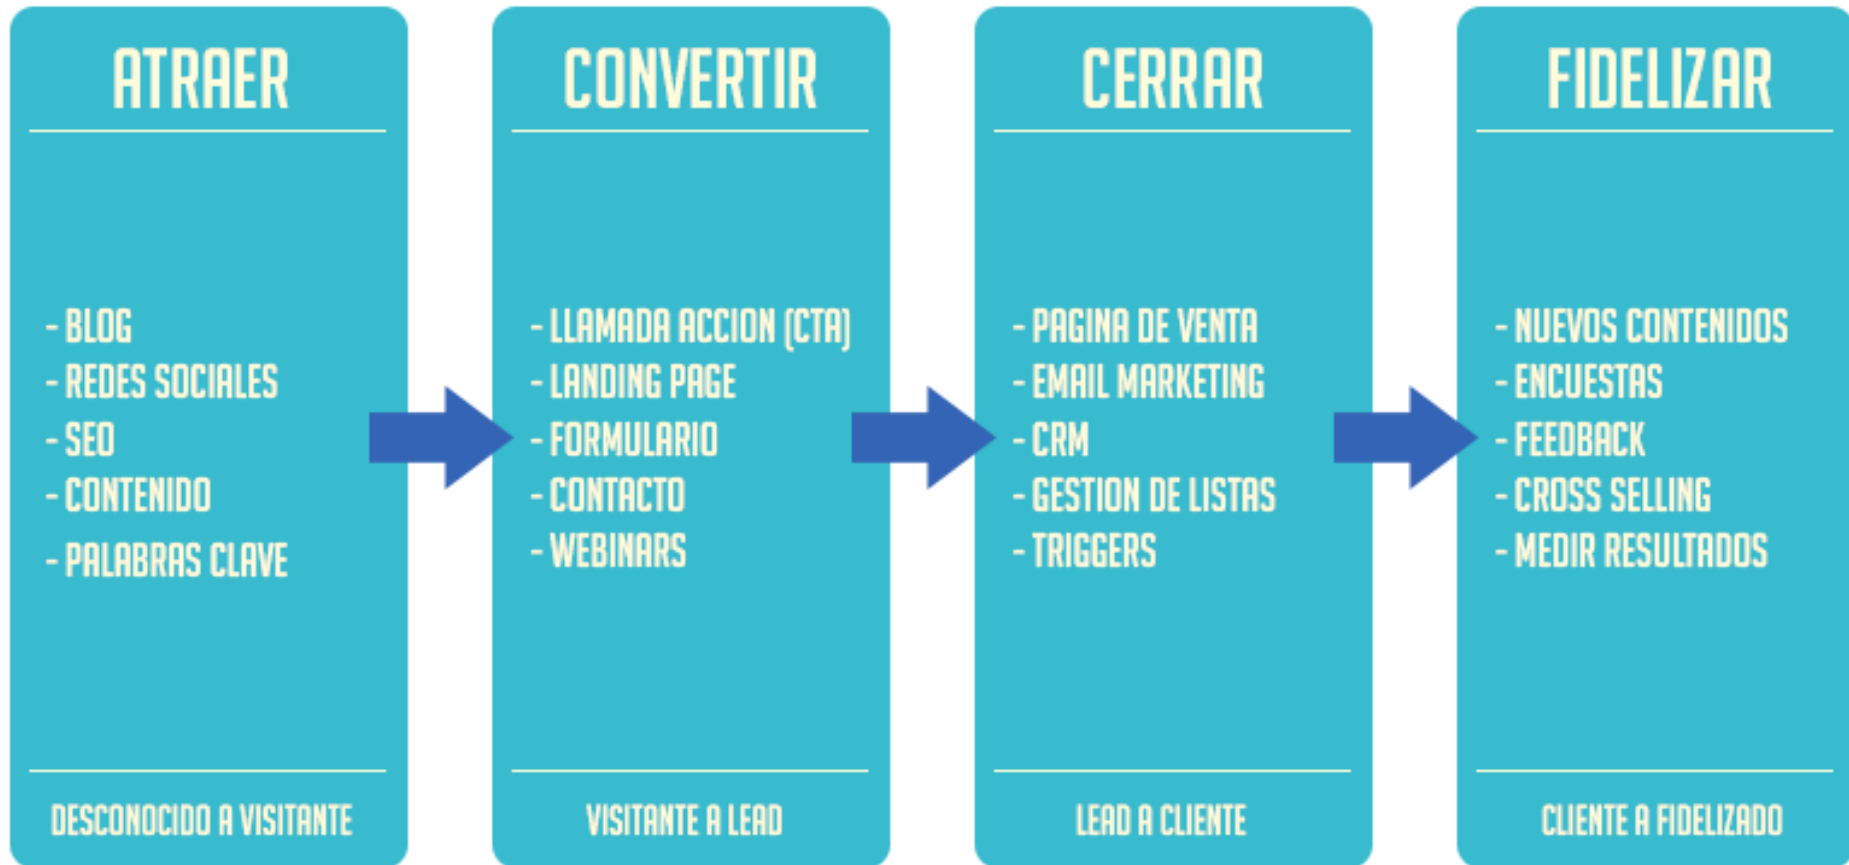 ATRAER
- BLOG
- REDES SOCIALES
- SEO
- CONTENIDO
- PALABRAS CLAVE
DESCONOCIDO A VISITANTE
CONVERTIR
- LLAMADA ACCION (CTA)
- LANDING PAGE
- FORMULARIO
- CONTACTO
- WEBINARS
VISITANTE A LEAD
CERRAR
- PAGINA DE VENTA
- EMAIL MARKETING
- CRM
- GESTION DE LISTAS
- TRIGGERS
LEAD A CLIENTE
FIDELIZAR
- NUEVOS CONTENIDOS
- ENCUESTAS
- FEEDBACK
- CROSS SELLING
- MEDIR RESULTADOS
CLIENTE A FIDELIZADO